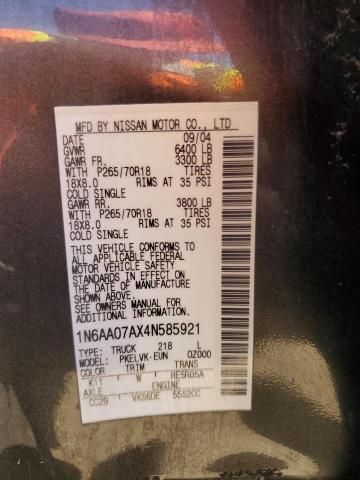 MFD BY NISSAN MOTOR CO., LTD
DATE 09/04
GVWR 6400 LB
GAWR FR. 3300 LB
WITH P265/70R18 TIRES
18X8.0 RIMS AT 35 PSI
COLD SINGLE
GAWR RR. 3800 LB
WITH P265/70R18 TIRES
18X8.0 RIMS AT 35 PSI
COLD SINGLE
THIS VEHICLE CONFORMS TO
ALL APPLICABLE FEDERAL
MOTOR VEHICLE SAFETY
STANDARDS IN EFFECT ON
THE DATE OF MANUFACTURE
SHOWN ABOVE.
SEE OWNERS MANUAL FOR
ADDITIONAL INFORMATION
1N6AA07AX4N585921
TYPE: TRUCK 218 L
MODEL: PKELVK-EUN 0Z000
COLOR TRIM TRANS
K11 W RE5R05A
AXLE ENGINE
CC29 VK56DE 5552CC